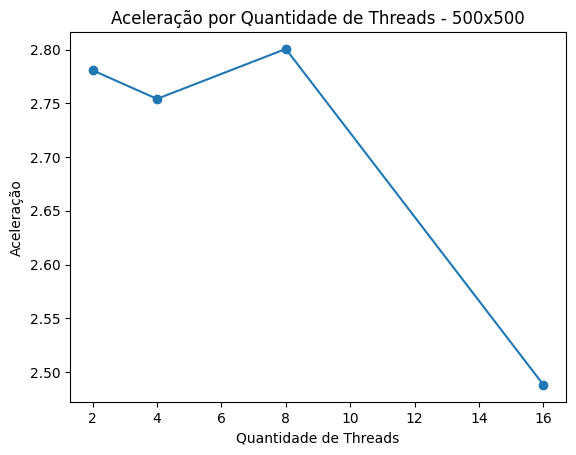 Aceleração por Quantidade de Threads - 500x500
Aceleração
2.80
2.75
2.70
2.65
2.60
2.55
2.50
2 4 6 8 10 12 14 16
Quantidade de Threads